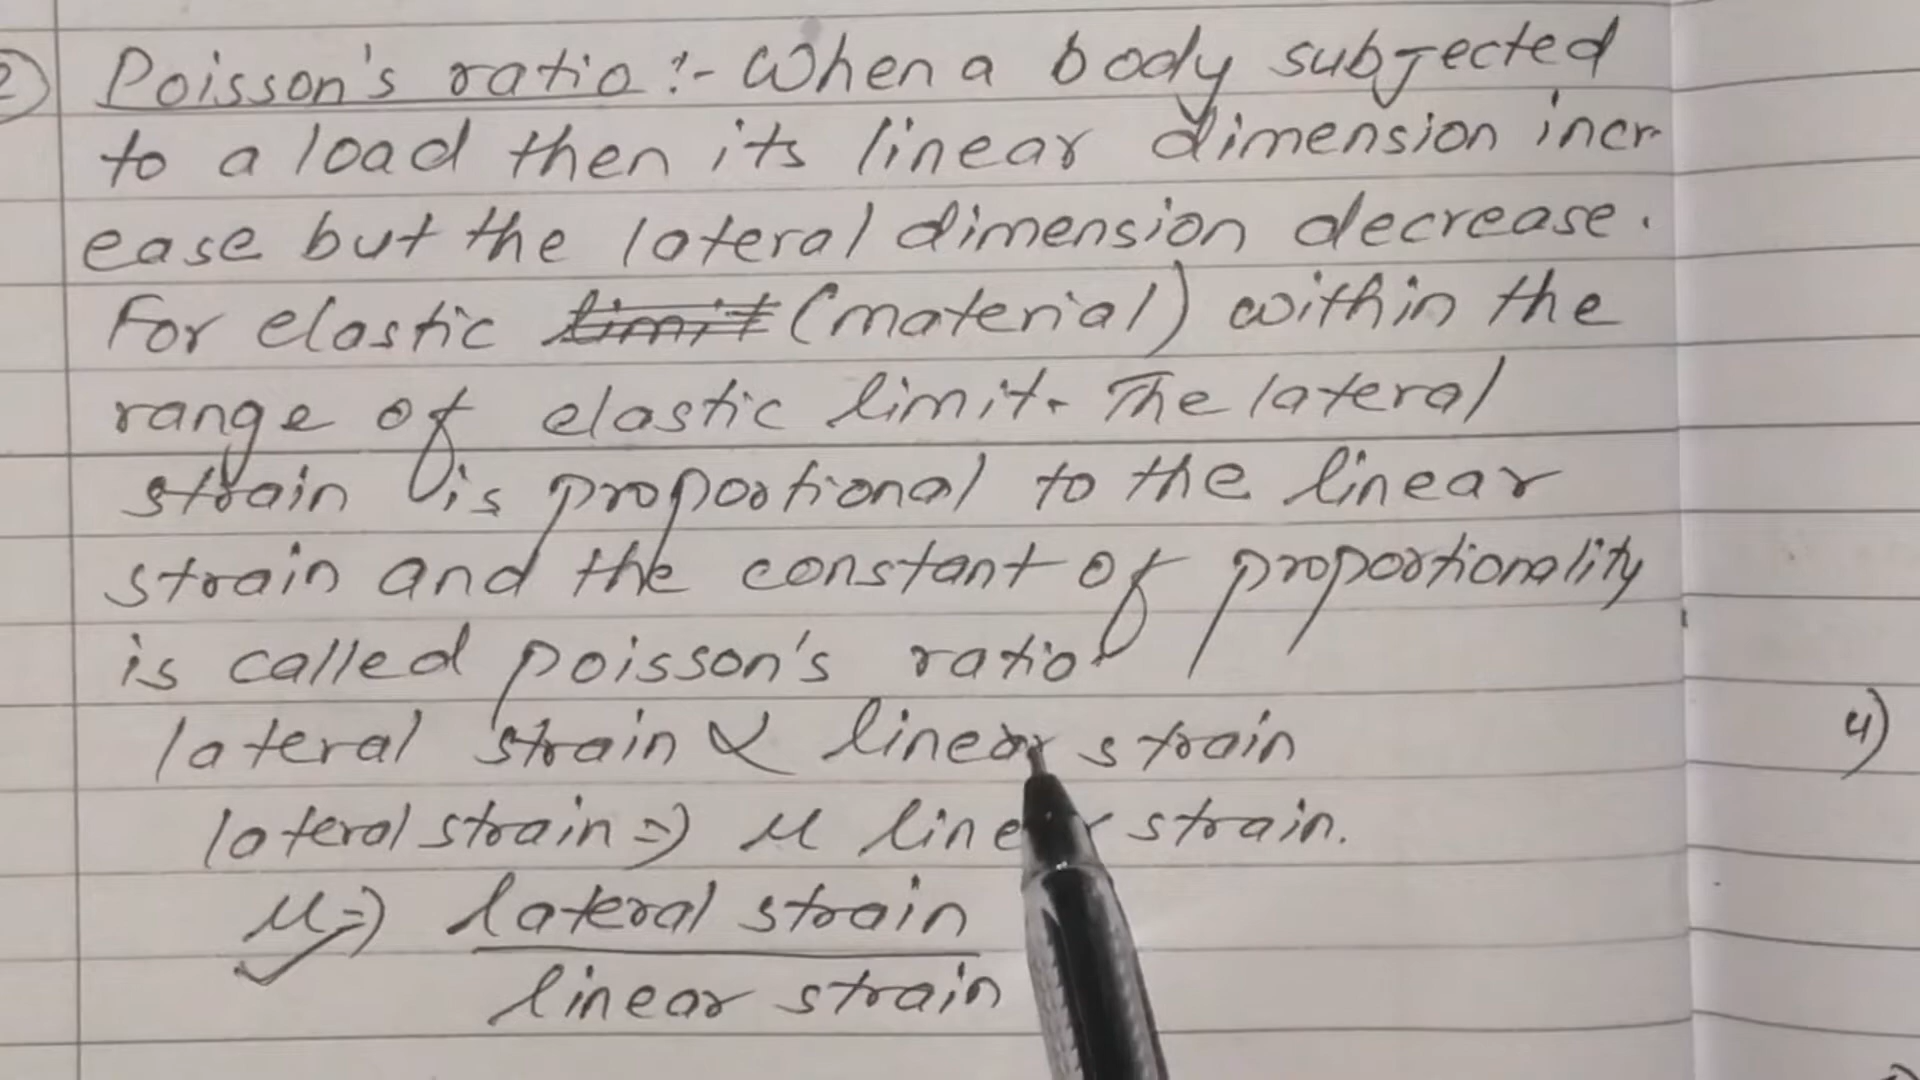 2) Poisson's ratio :- When a body subjected
to a load then its linear dimension incr-
ease but the lateral dimension decrease.
For elastic limit (material) within the
range of elastic limit. The lateral
strain is proportional to the linear
strain and the constant of proportionality
is called poisson's ratio.
lateral strain ∝ linear strain
lateral strain => μ linear strain.
μ => lateral strain
linear strain
4)